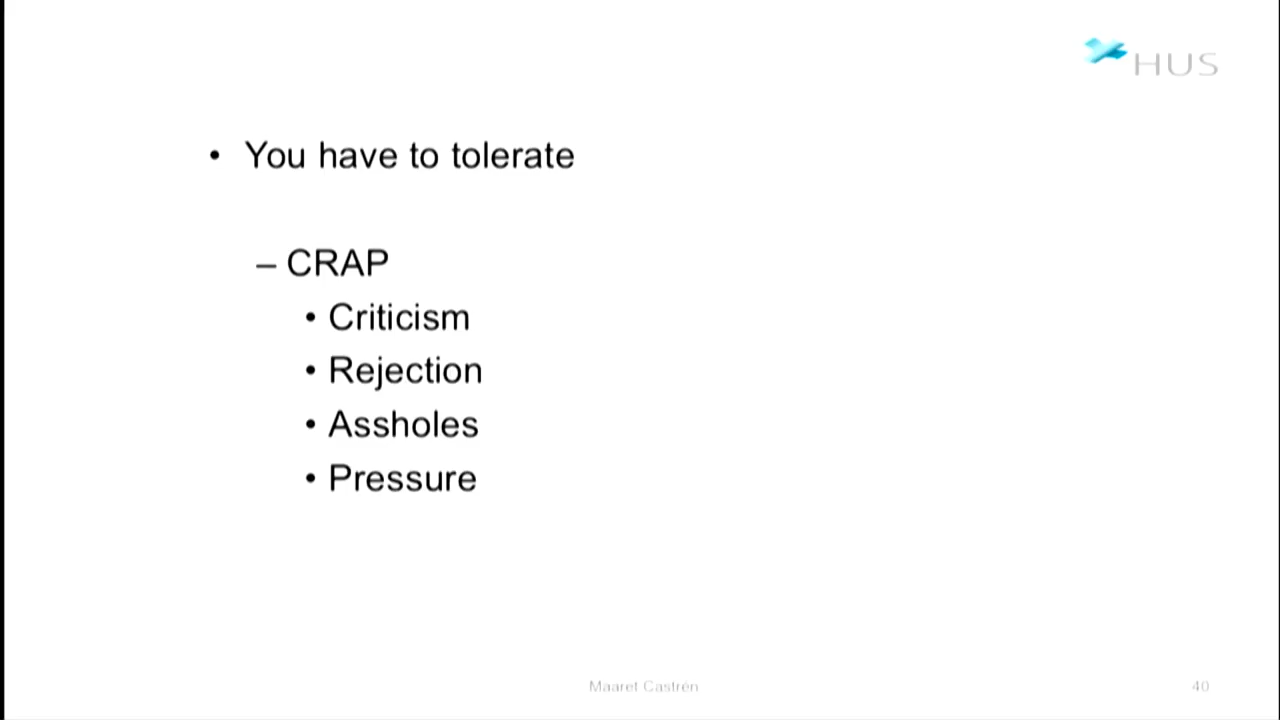 HUS
• You have to tolerate
– CRAP
• Criticism
• Rejection
• Assholes
• Pressure
Maaret Castrén
40